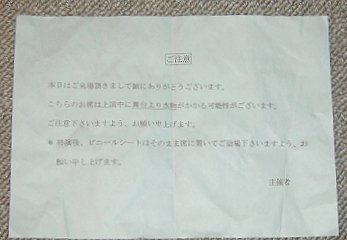 ご注意
本日はご来場頂きまして誠にありがとうございます。
こちらのお席は上演中に舞台より水物がかかる可能性がございます。
ご注意下さいますよう、お願い申し上げます。
※ 終演後、ビニールシートはそのまま座席に置いてご退場下さいますよう、お
願い申し上げます。
主催者